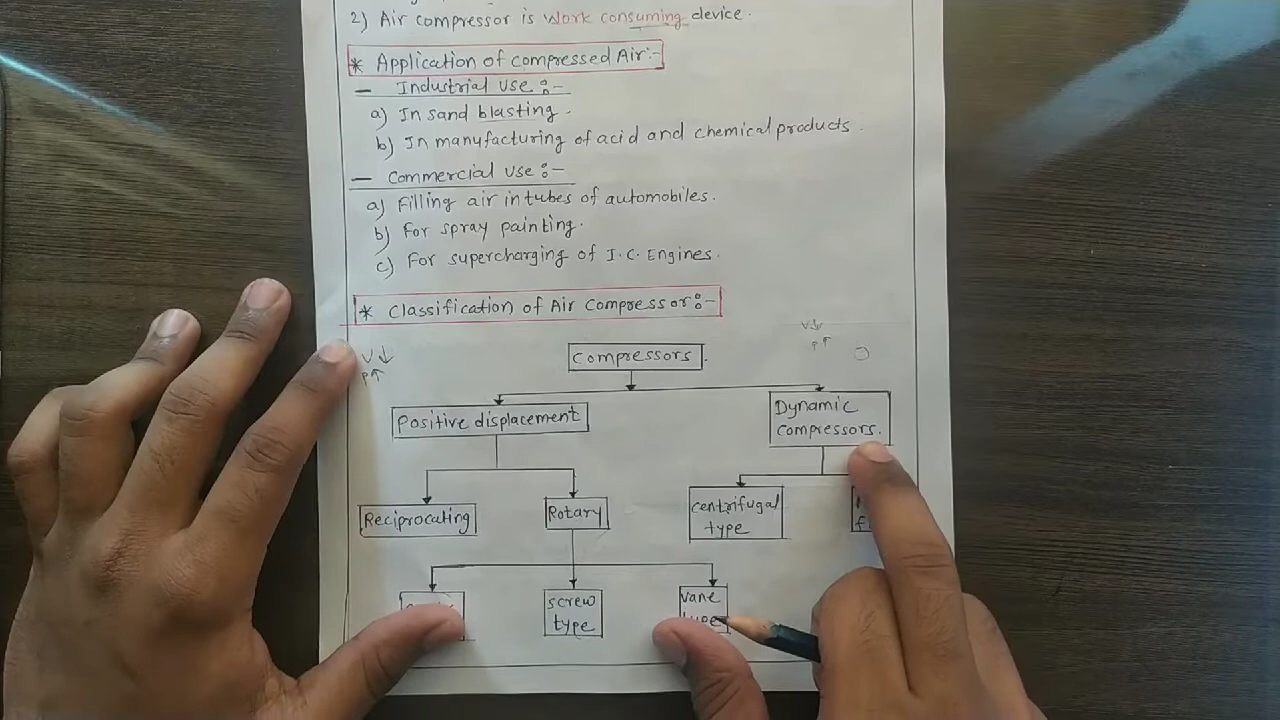 2) Air compressor is work consuming device.
* Application of compressed Air:-
— Industrial use :-
a) In sand blasting.
b) In manufacturing of acid and chemical products.
— Commercial use :-
a) Filling air in tubes of automobiles.
b) For spray painting.
c) For supercharging of I.C. Engines.
* Classification of Air Compressor:-
V↓
P↑
V↓
P↑
Compressors.
Positive displacement
Dynamic
compressors.
Reciprocating
Rotary
centrifugal
type
screw
type
vane
type